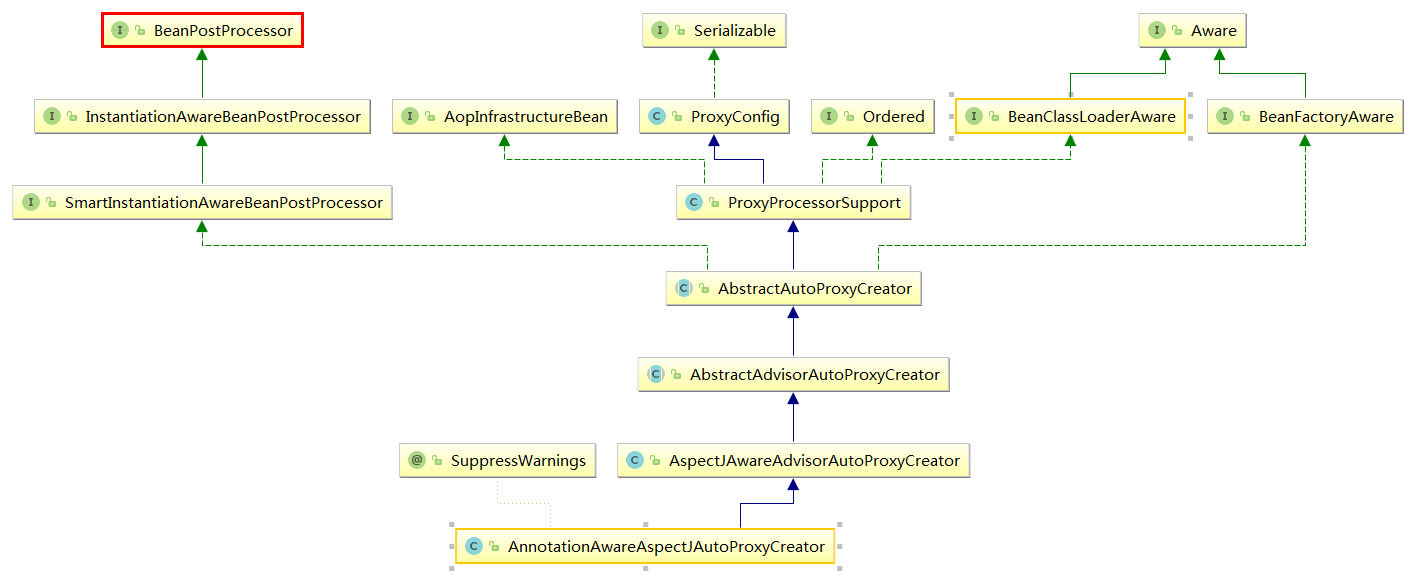 I BeanPostProcessor
I Serializable
I Aware
I InstantiationAwareBeanPostProcessor
I AopInfrastructureBean
C ProxyConfig
I Ordered
I BeanClassLoaderAware
I BeanFactoryAware
I SmartInstantiationAwareBeanPostProcessor
C ProxyProcessorSupport
C AbstractAutoProxyCreator
C AbstractAdvisorAutoProxyCreator
@ SuppressWarnings
C AspectJAwareAdvisorAutoProxyCreator
C AnnotationAwareAspectJAutoProxyCreator